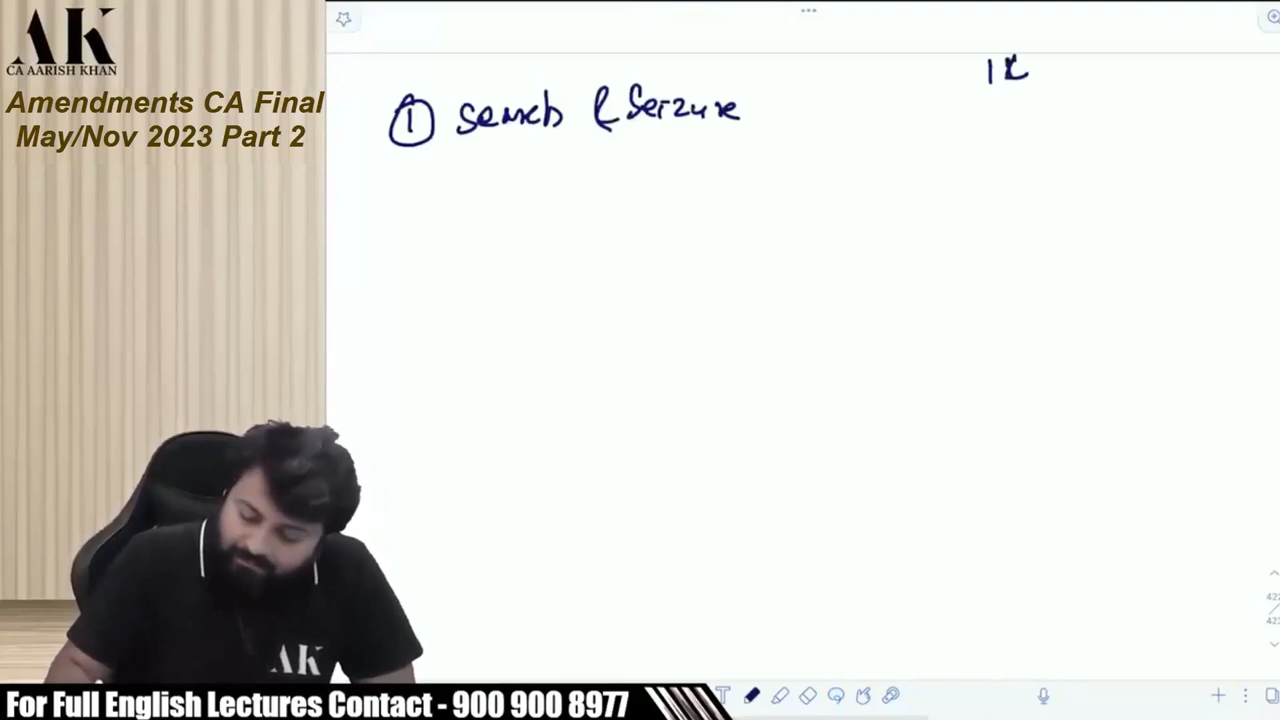 AK
CA AARISH KHAN
Amendments CA Final
May/Nov 2023 Part 2
① Search & Seizure
AK
For Full English Lectures Contact - 900 900 8977